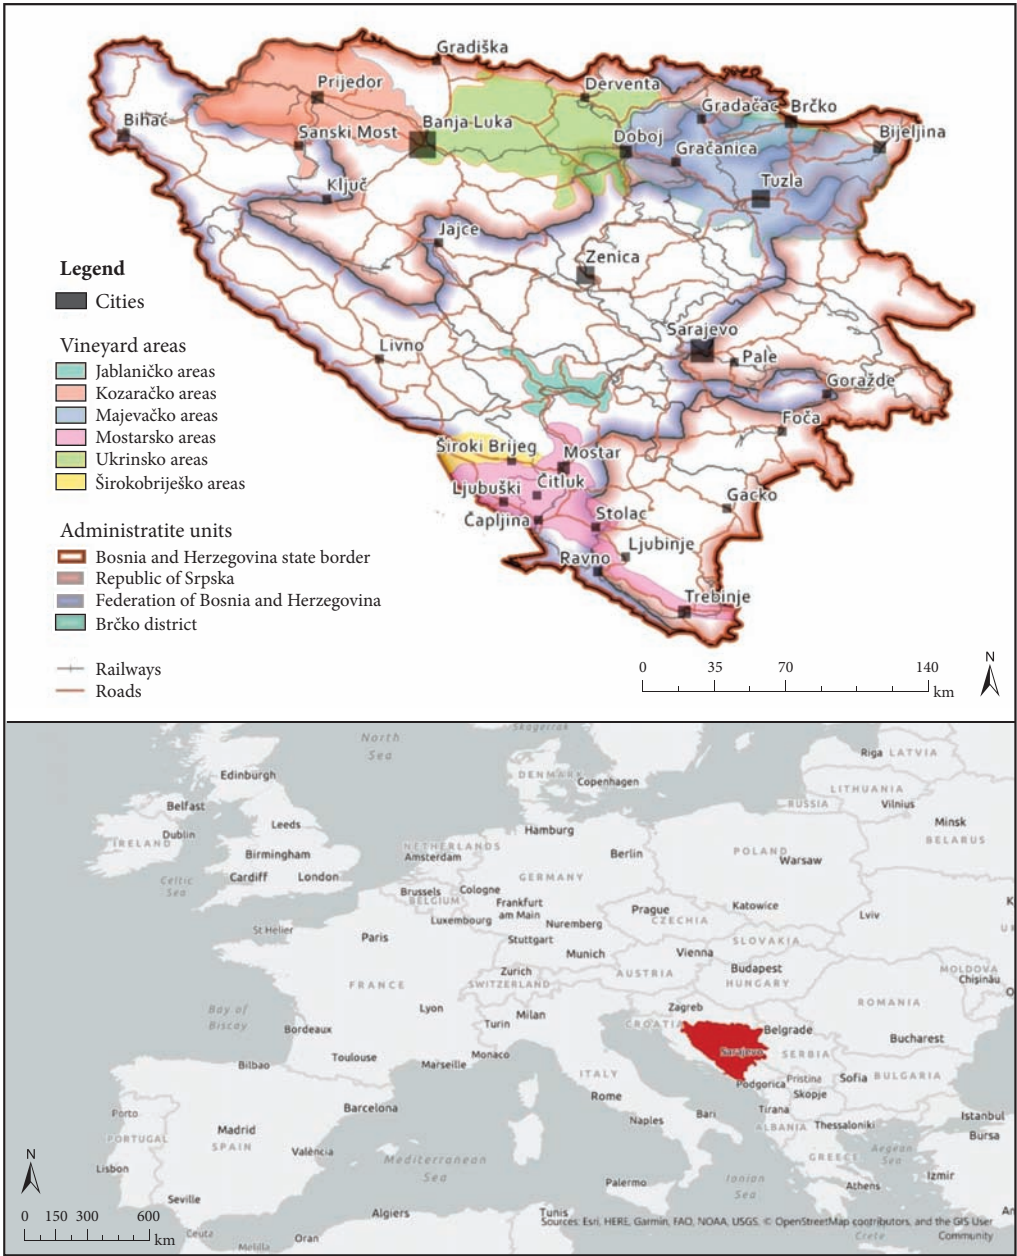 Gradiška
Prijedor
Derventa
Gradačac
Brčko
Bihać
Sanski Most
Banja Luka
Doboj
Bijeljina
Gračanica
Ključ
Tuzla
Jajce
Zenica
Sarajevo
Livno
Pale
Goražde
Foča
Široki Brijeg
Mostar
Ljubuški
Čitluk
Gacko
Čapljina
Stolac
Ravno
Ljubinje
Trebinje
Legend
Cities
Vineyard areas
Jablaničko areas
Kozaračko areas
Majevačko areas
Mostarsko areas
Ukrinsko areas
Širokobriješko areas
Administratite units
Bosnia and Herzegovina state border
Republic of Srpska
Federation of Bosnia and Herzegovina
Brčko district
Railways
Roads
0 35 70 140
km
N
Skagerrak
North
Sea
Riga LATVIA
Edinburgh
DENMARK
Copenhagen
LITHUANIA
RUSSIA
Vilnius
Belfast
Dublin
IRELAND
Leeds
Hamburg
Minsk
BELARUS
Birmingham
NETHERLANDS
Amsterdam
Berlin
POLAND
Warsaw
Celtic
Sea
Cardiff
London
GERMANY
Brussels
BELGIUM
Cologne
Frankfurt
am Main
Luxembourg
Nuremberg
Prague
CZECHIA
Katowice
Lviv
K
U
St Helier
Paris
Stuttgart
Munich
Vienna
SLOVAKIA
Zurich
SWITZERLAND
AUSTRIA
Budapest
HUNGARY
MOLDOVA
Chișinău
O
FRANCE
ROMANIA
Bay of
Biscay
Lyon
Milan
Turin
Zagreb
CROATIA
Belgrade
Bucharest
Bordeaux
Sarajevo
SERBIA
Bilbao
Toulouse
Marseille
Monaco
ITALY
Podgorica
Pristina
Sofia BULGARIA
Skopje
Rome
Porto
PORTUGAL
Barcelona
Madrid
SPAIN
Naples
Bari
Tirana
ALBANIA
Thessaloniki
Istanbul
Bursa
València
Mediterranean
Sea
GREECE
Aegean
Sea
N
Lisbon
Palermo
Ionian
Sea
Athens
Izmir
Seville
0 150 300 600
km
Ceuta
Melilla
Oran
Algiers
Tunis
An
Sources: Esri, HERE, Garmin, FAO, NOAA, USGS, © OpenStreetMap contributors, and the GIS User
Crete
Community